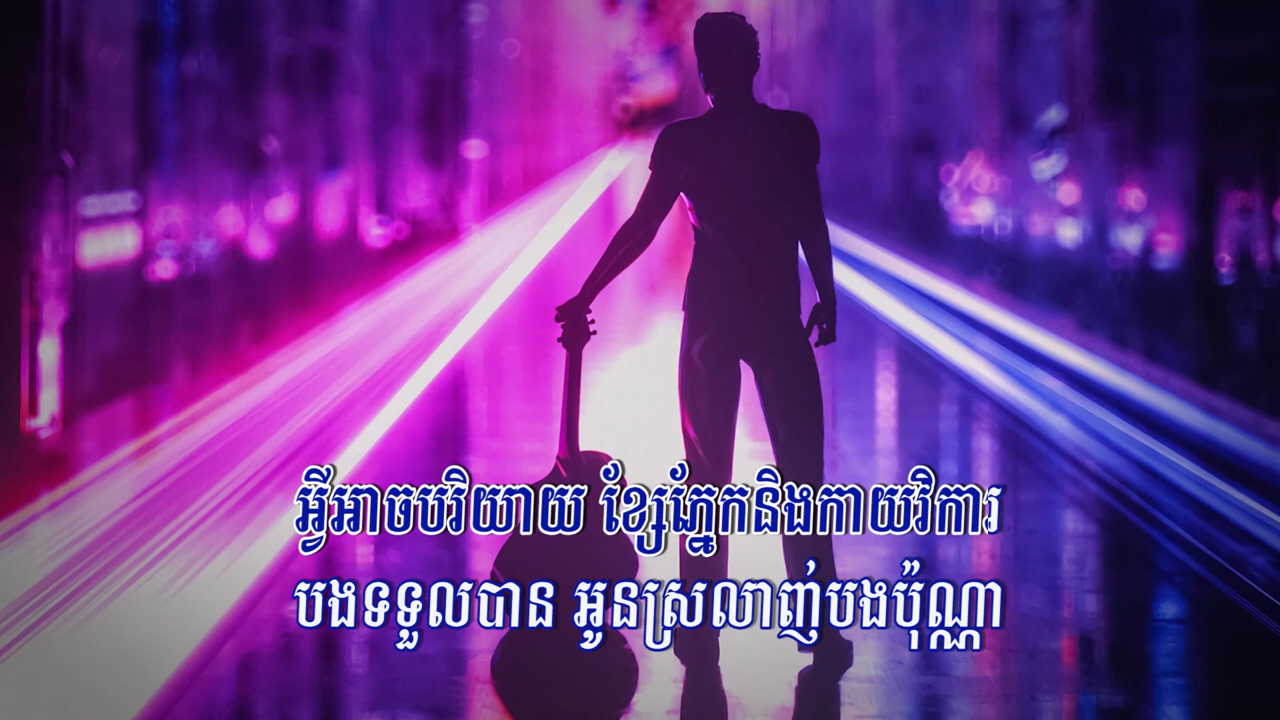 អ្វីអាចបរិយាយ ខ្សែភ្នែកនិងកាយវិការ
បងទទួលបាន អូនស្រលាញ់បងប៉ុណ្ណា